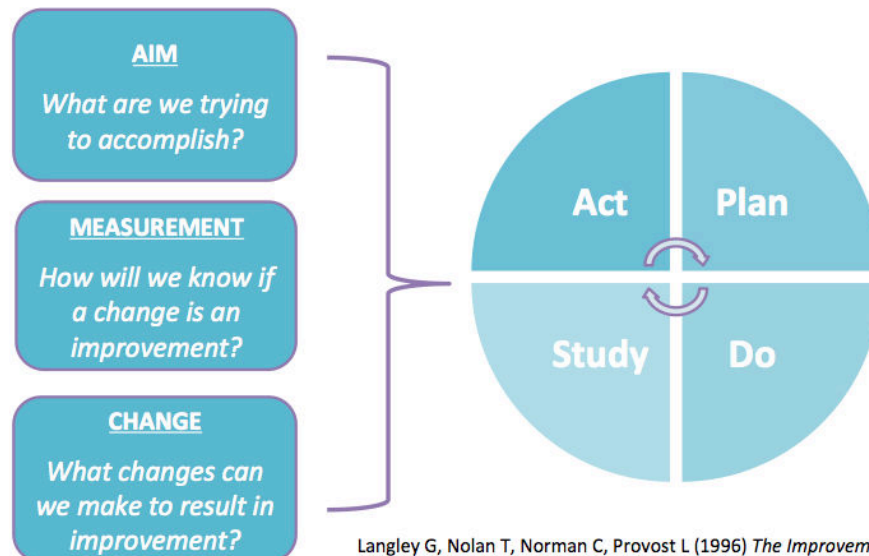 AIM
What are we trying
to accomplish?
MEASUREMENT
How will we know if
a change is an
improvement?
CHANGE
What changes can
we make to result in
improvement?
Act
Plan
Study
Do
Langley G, Nolan T, Norman C, Provost L (1996) The Improvem